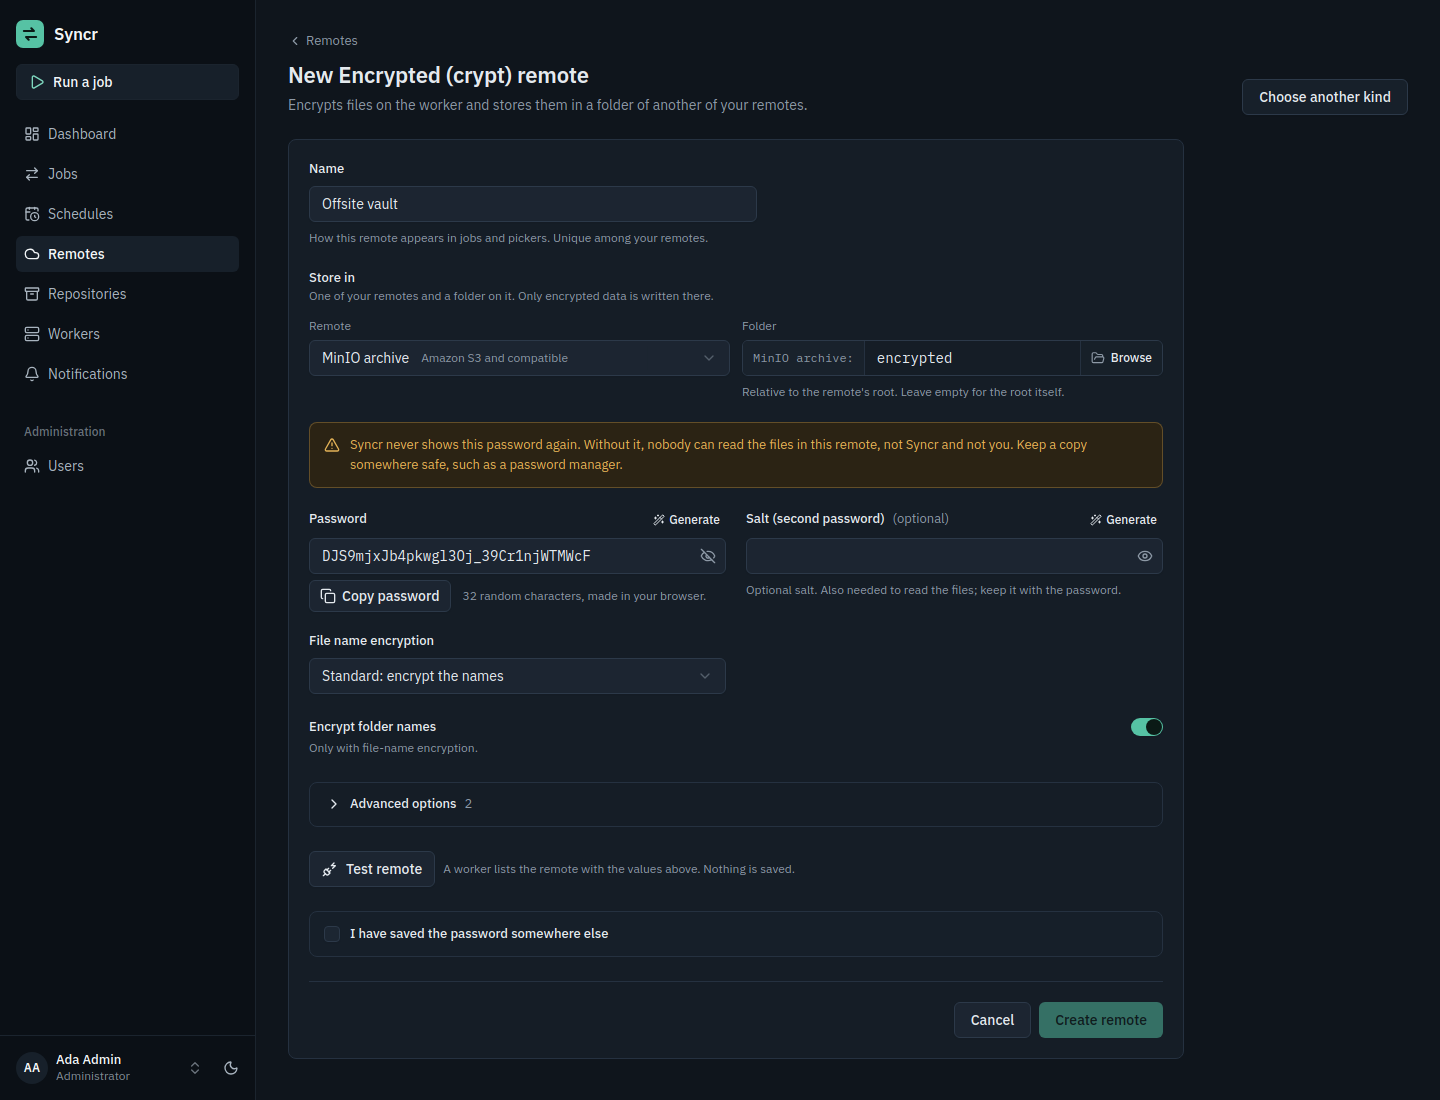 Syncr
Run a job
Dashboard
Jobs
Schedules
Remotes
Repositories
Workers
Notifications
Administration
Users
AA
Ada Admin
Administrator
Remotes
New Encrypted (crypt) remote
Encrypts files on the worker and stores them in a folder of another of your remotes.
Choose another kind
Name
Offsite vault
How this remote appears in jobs and pickers. Unique among your remotes.
Store in
One of your remotes and a folder on it. Only encrypted data is written there.
Remote
MinIO archive Amazon S3 and compatible
Folder
MinIO archive: encrypted Browse
Relative to the remote's root. Leave empty for the root itself.
Syncr never shows this password again. Without it, nobody can read the files in this remote, not Syncr and not you. Keep a copy
somewhere safe, such as a password manager.
Password Generate
DJS9mjxJb4pkwgl3Oj_39Cr1njWTMWcF
Copy password 32 random characters, made in your browser.
Salt (second password) (optional) Generate
Optional salt. Also needed to read the files; keep it with the password.
File name encryption
Standard: encrypt the names
Encrypt folder names
Only with file-name encryption.
Advanced options 2
Test remote A worker lists the remote with the values above. Nothing is saved.
I have saved the password somewhere else
Cancel Create remote